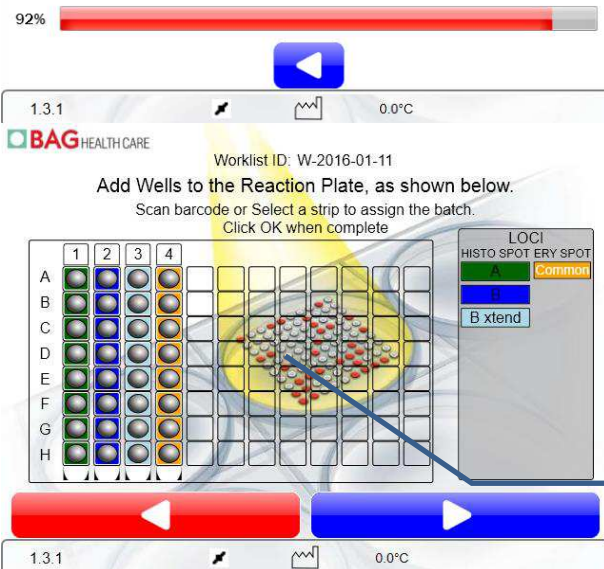 92%
1.3.1 0.0°C
BAG HEALTH CARE
Worklist ID: W-2016-01-11
Add Wells to the Reaction Plate, as shown below.
Scan barcode or Select a strip to assign the batch.
Click OK when complete
LOCI
HISTO SPOT ERY SPOT
A Common
B
B xtend
1 2 3 4
A
B
C
D
E
F
G
H
1.3.1 0.0°C